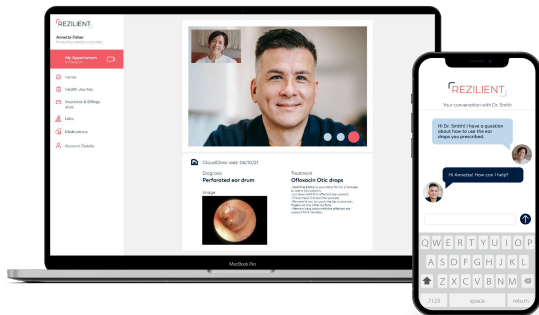 REZILIENT
Annette Fisher
My Appointment
Home
Health Journey
Insurance & Billings
Labs
Medications
Account Details
CloudClinic visit: 06/10/21
Diagnosis
Perforated ear drum
Image
Treatment
Ofloxacin Otic drops
MacBook Pro
REZILIENT
Your conversation with Dr. Smith
Hi Dr. Smith! I have a question
about how to use the ear
drops you prescribed.
Hi Annette! How can I help?
Q W E R T Y U I O P
A S D F G H J K L
Z X C V B N M
?123
space
return